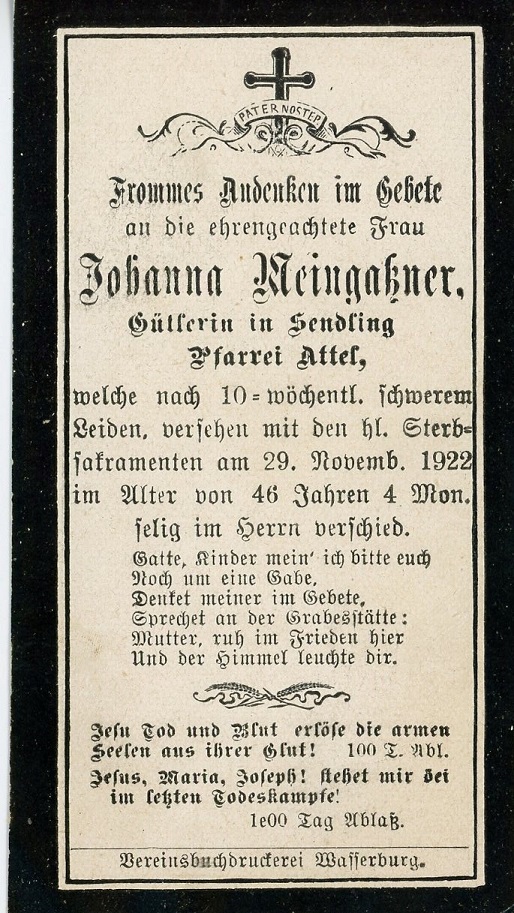 PATER NOSTER
Frommes Andenken im Gebete
an die ehrengeachtete Frau
Johanna Meingaßner,
Gütlerin in Sendling
Pfarrei Attel,
welche nach 10=wöchentl. schwerem
Leiden, versehen mit den hl. Sterb=
sakramenten am 29. Novemb. 1922
im Alter von 46 Jahren 4 Mon.
selig im Herrn verschied.
Gatte, Kinder mein' ich bitte euch
Noch um eine Gabe,
Denket meiner im Gebete,
Sprechet an der Grabesstätte:
Mutter, ruh im Frieden hier
Und der Himmel leuchte dir.
Jesu Tod und Blut erlöse die armen
Seelen aus ihrer Glut! 100 T. Abl.
Jesus, Maria, Joseph! stehet mir bei
im letzten Todeskampfe!
1e00 Tag Ablaß.
Vereinsbuchdruckerei Wasserburg.